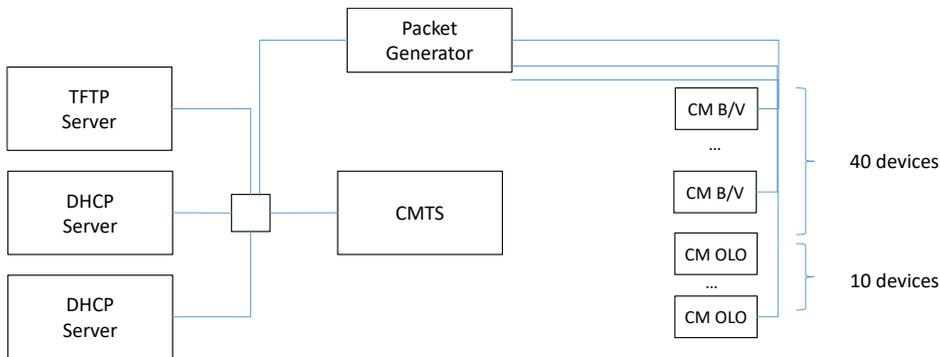 Packet
Generator
TFTP
Server
CM B/V
...
40 devices
DHCP
Server
CM B/V
CMTS
CM OLO
...
10 devices
CM OLO
DHCP
Server